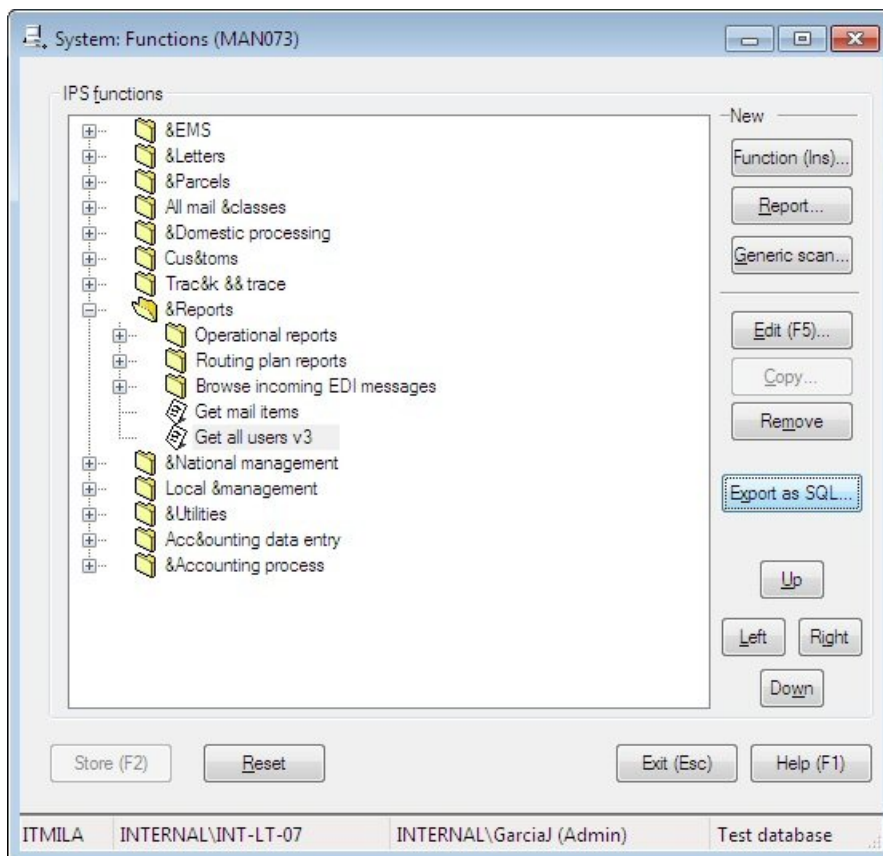 System: Functions (MAN073)
IPS functions
&EMS
&Letters
&Parcels
All mail &classes
&Domestic processing
Cus&toms
Trac&k && trace
&Reports
Operational reports
Routing plan reports
Browse incoming EDI messages
Get mail items
Get all users v3
&National management
Local &management
&Utilities
Acc&ounting data entry
&Accounting process
New
Function (Ins)...
Report...
Generic scan...
Edit (F5)...
Copy...
Remove
Export as SQL...
Up
Left Right
Down
Store (F2) Reset Exit (Esc) Help (F1)
ITMILA INTERNAL\INT-LT-07 INTERNAL\GarciaJ (Admin) Test database